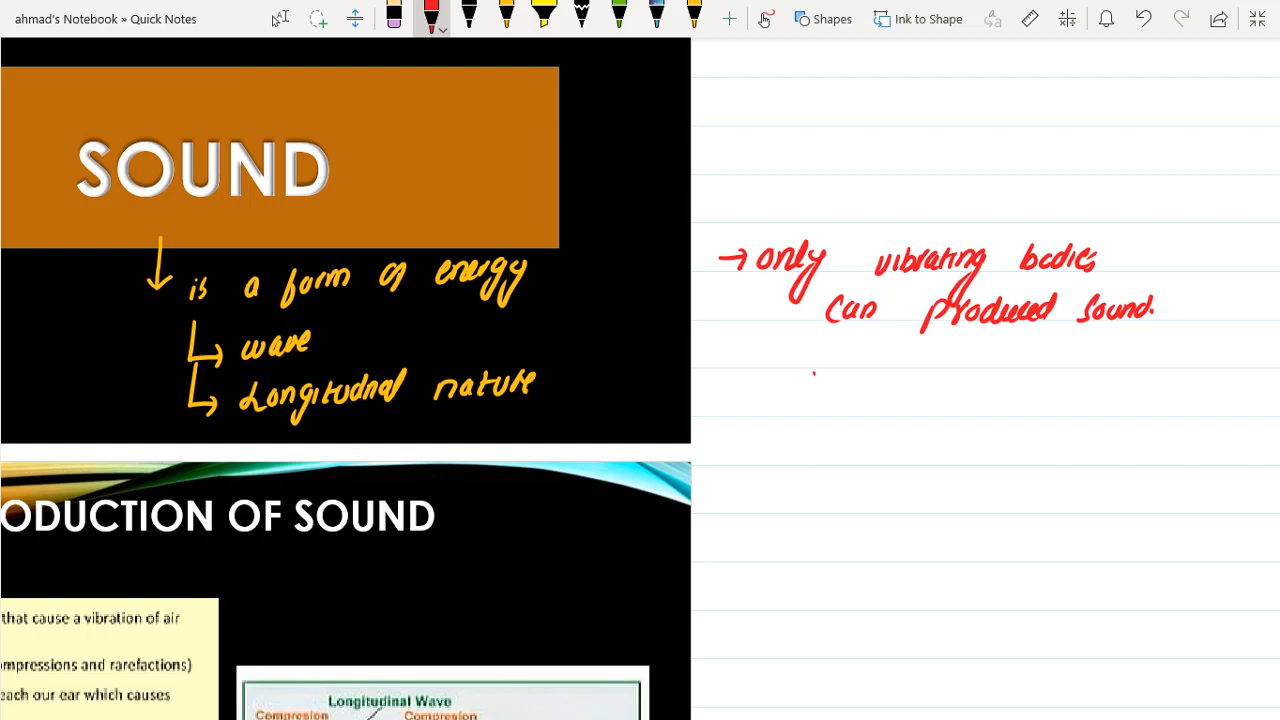 ahmad's Notebook » Quick Notes
Shapes
Ink to Shape
SOUND
is a form of energy
wave
Longitudnal nature
→ only vibrating bodies
can produced sound.
ODUCTION OF SOUND
that cause a vibration of air
ompressions and rarefactions)
each our ear which causes
Longitudinal Wave
Compresion Compresion